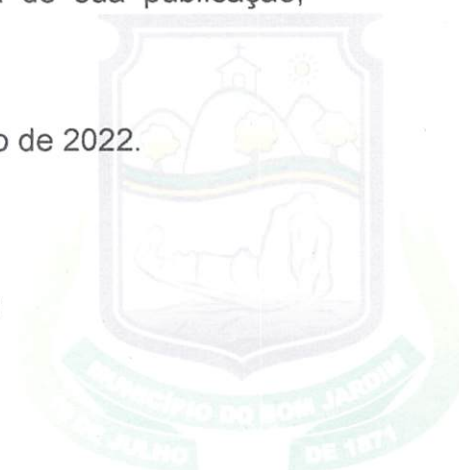 de sua publicação,
o de 2022.
MUNICÍPIO DO BOM JARDIM
DE JULHO DE 1871